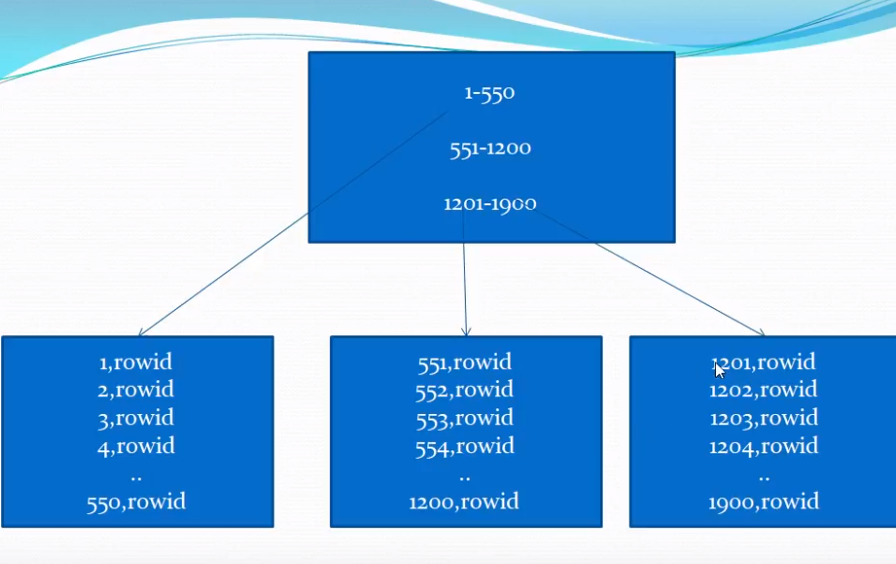 1-550
551-1200
1201-1900
1,rowid
2,rowid
3,rowid
4,rowid
..
550,rowid
551,rowid
552,rowid
553,rowid
554,rowid
..
1200,rowid
1201,rowid
1202,rowid
1203,rowid
1204,rowid
..
1900,rowid